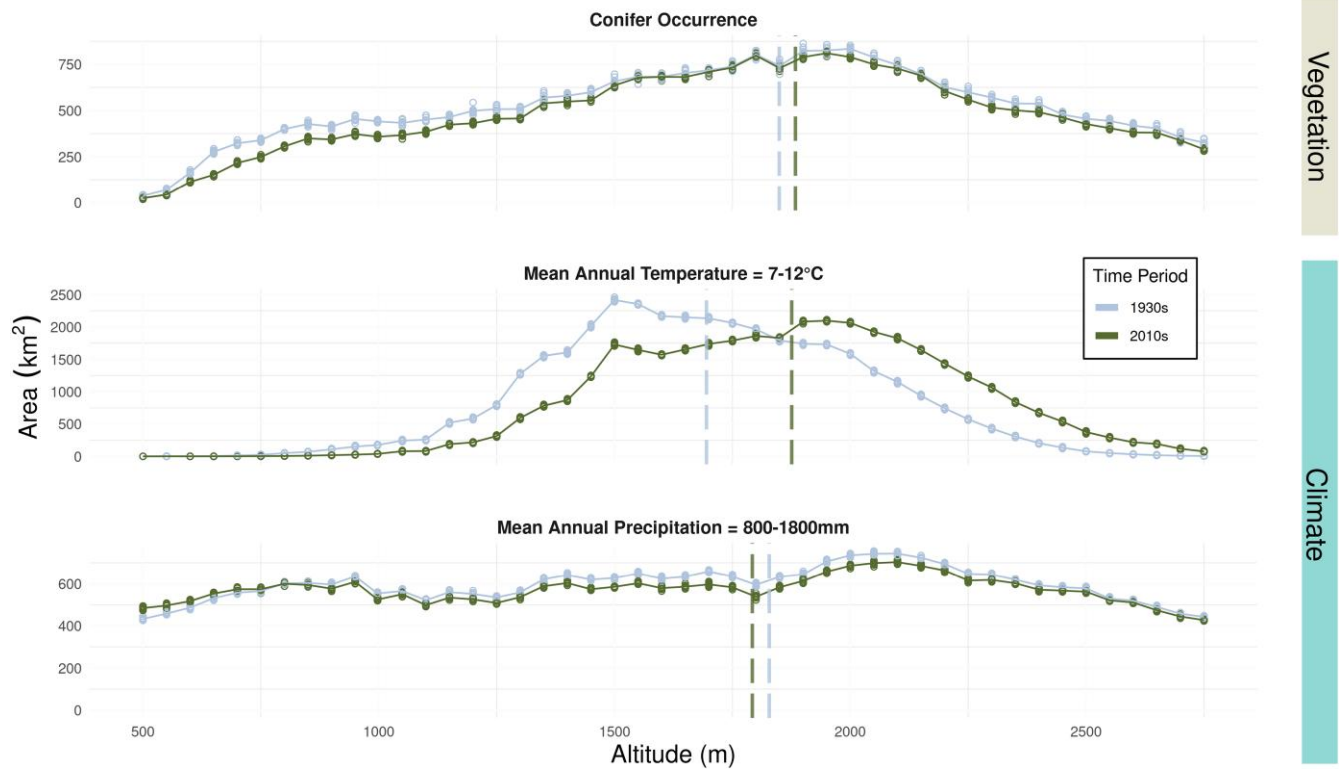 Conifer Occurrence
750
500
250
0
Vegetation
Mean Annual Temperature = 7-12°C
2500
2000
1500
1000
500
0
Time Period
1930s
2010s
Area (km²)
Climate
Mean Annual Precipitation = 800-1800mm
600
400
200
0
500 1000 1500 2000 2500
Altitude (m)